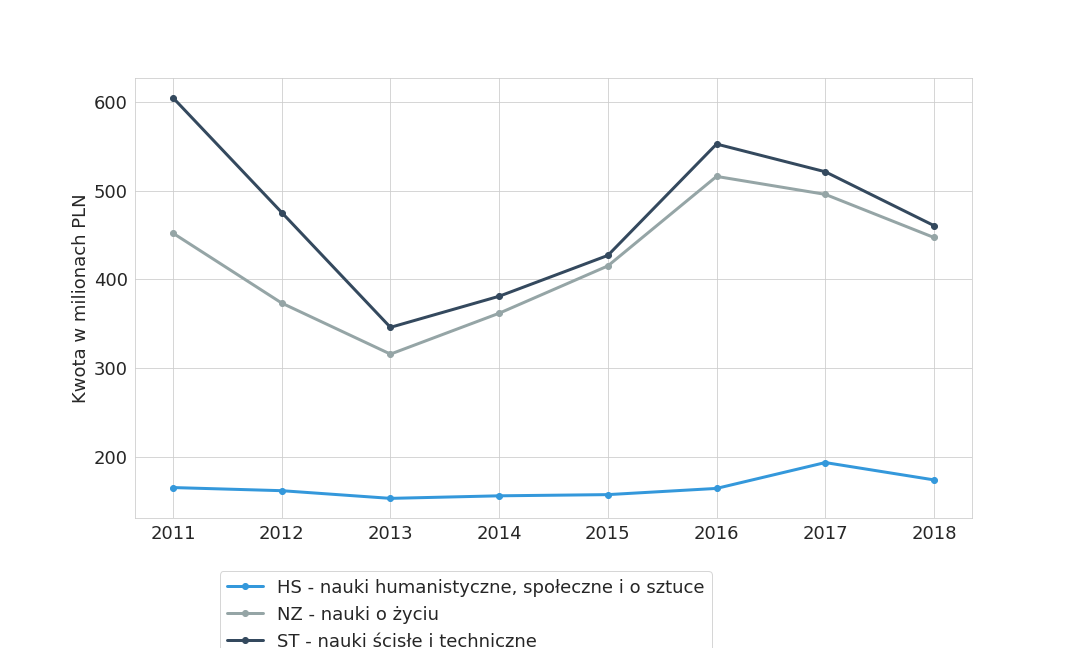 600
500
400
300
200
Kwota w milionach PLN
2011 2012 2013 2014 2015 2016 2017 2018
HS - nauki humanistyczne, społeczne i o sztuce
NZ - nauki o życiu
ST - nauki ścisłe i techniczne